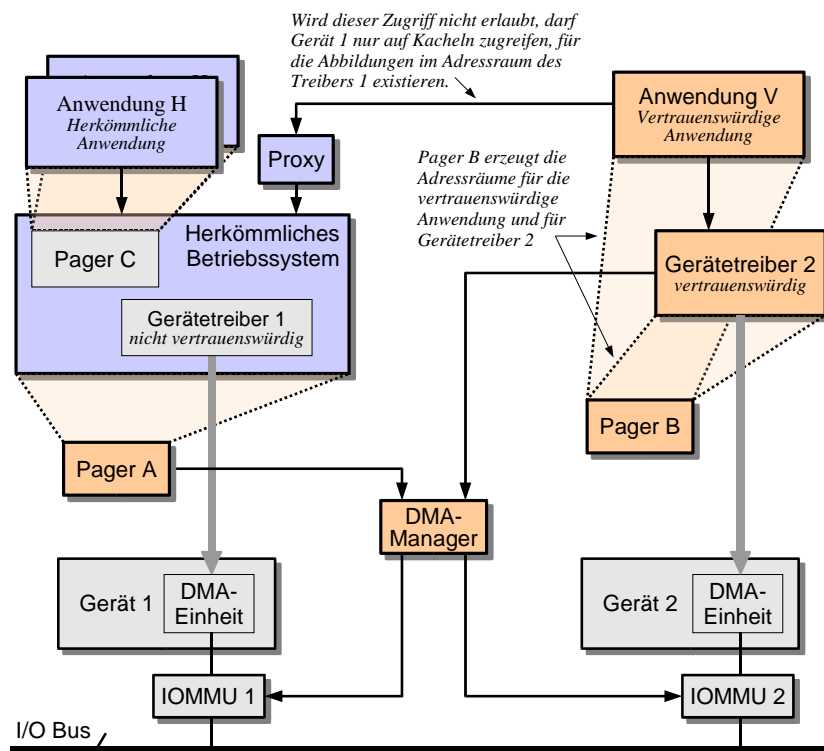 Wird dieser Zugriff nicht erlaubt, darf
Gerät 1 nur auf Kacheln zugreifen, für
die Abbildungen im Adressraum des
Treibers 1 existieren.
Anwendung H
Herkömmliche
Anwendung
Proxy
Anwendung V
Vertrauenswürdige
Anwendung
Pager B erzeugt die
Adressräume für die
vertrauenswürdige
Anwendung und für
Gerätetreiber 2
Herkömmliches
Betriebssystem
Pager C
Gerätetreiber 1
nicht vertrauenswürdig
Gerätetreiber 2
vertrauenswürdig
Pager A
Pager B
DMA-
Manager
Gerät 1
DMA-
Einheit
Gerät 2
DMA-
Einheit
IOMMU 1
IOMMU 2
I/O Bus